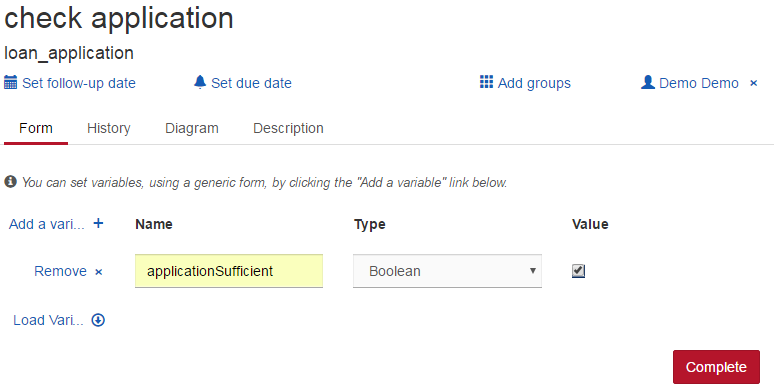 check application
loan_application
Set follow-up date Set due date Add groups Demo Demo ×
Form History Diagram Description
You can set variables, using a generic form, by clicking the "Add a variable" link below.
Add a vari... + Name Type Value
Remove × applicationSufficient Boolean
Load Vari...
Complete